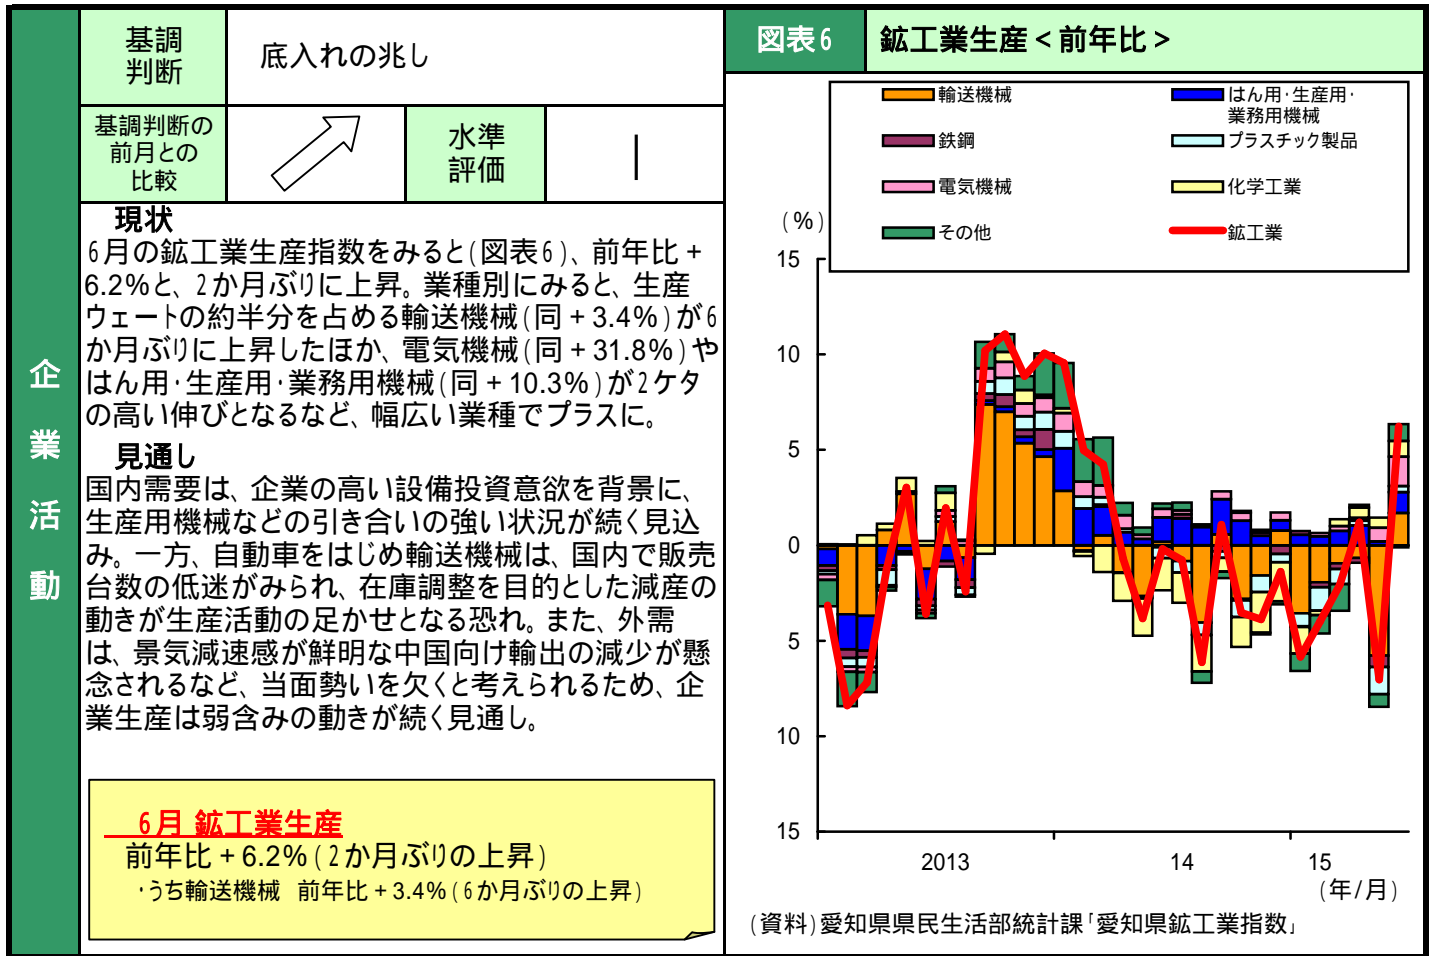 企業活動
基調
判断
底入れの兆し
基調判断の
前月との
比較
水準
評価
現状
6月の鉱工業生産指数をみると(図表6)、前年比+
6.2%と、2か月ぶりに上昇。業種別にみると、生産
ウェートの約半分を占める輸送機械(同+3.4%)が6
か月ぶりに上昇したほか、電気機械(同+31.8%)や
はん用・生産用・業務用機械(同+10.3%)が2ケタ
の高い伸びとなるなど、幅広い業種でプラスに。
見通し
国内需要は、企業の高い設備投資意欲を背景に、
生産用機械などの引き合いの強い状況が続く見込
み。一方、自動車をはじめ輸送機械は、国内で販売
台数の低迷がみられ、在庫調整を目的とした減産の
動きが生産活動の足かせとなる恐れ。また、外需
は、景気減速感が鮮明な中国向け輸出の減少が懸
念されるなど、当面勢いを欠くと考えられるため、企
業生産は弱含みの動きが続く見通し。
6月 鉱工業生産
前年比+6.2%(2か月ぶりの上昇)
・うち輸送機械 前年比+3.4%(6か月ぶりの上昇)
図表6
鉱工業生産<前年比>
輸送機械
はん用・生産用・
業務用機械
鉄鋼
プラスチック製品
電気機械
化学工業
その他
鉱工業
(%)
15
10
5
0
5
10
15
2013
14
15
(年/月)
(資料)愛知県県民生活部統計課「愛知県鉱工業指数」